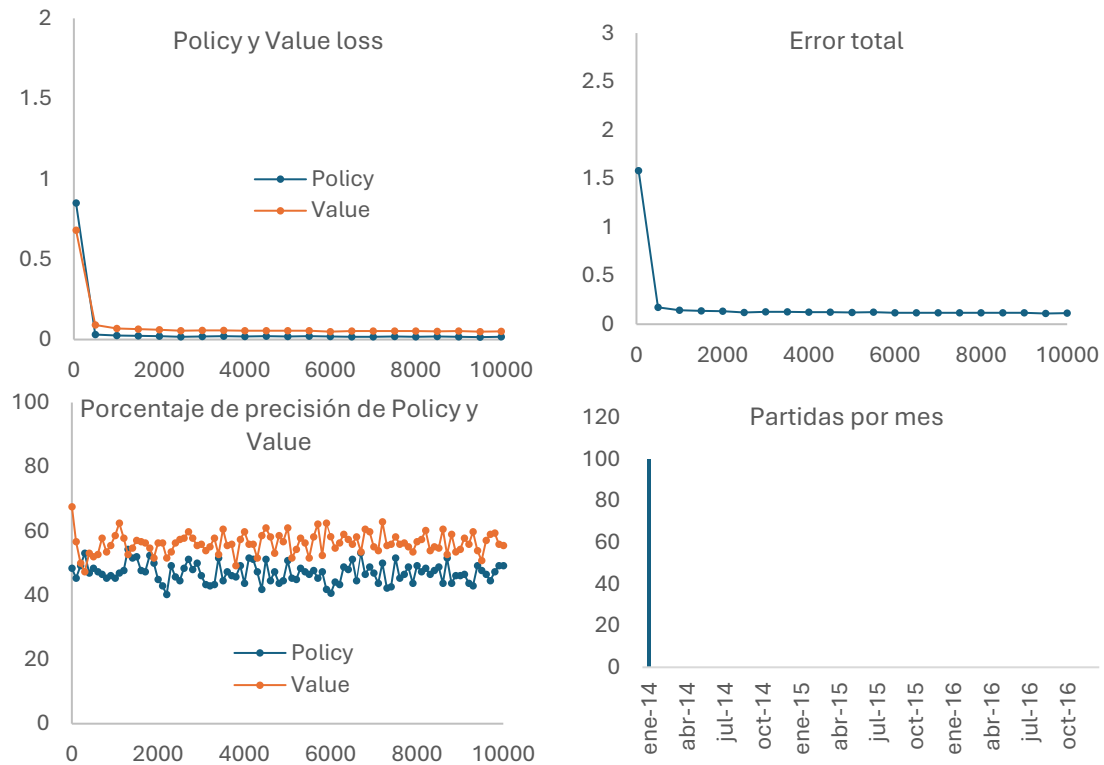 Policy y Value loss
2
1.5
1
0.5
0
Policy
Value
0 2000 4000 6000 8000 10000
Error total
3
2.5
2
1.5
1
0.5
0
0 2000 4000 6000 8000 10000
Porcentaje de precisión de Policy y
Value
100
80
60
40
20
0
Policy
Value
0 2000 4000 6000 8000 10000
Partidas por mes
120
100
80
60
40
20
0
ene-14
abr-14
jul-14
oct-14
ene-15
abr-15
jul-15
oct-15
ene-16
abr-16
jul-16
oct-16